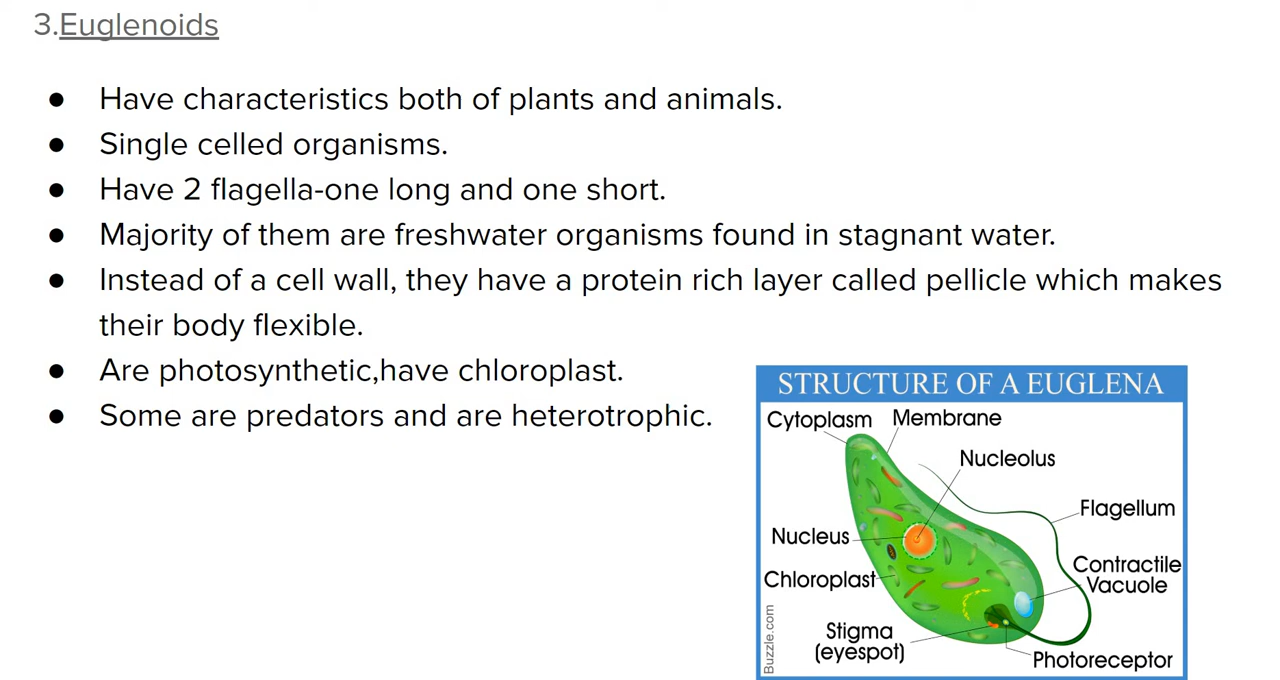 3.Euglenoids
● Have characteristics both of plants and animals.
● Single celled organisms.
● Have 2 flagella-one long and one short.
● Majority of them are freshwater organisms found in stagnant water.
● Instead of a cell wall, they have a protein rich layer called pellicle which makes
their body flexible.
● Are photosynthetic,have chloroplast.
● Some are predators and are heterotrophic.
STRUCTURE OF A EUGLENA
Cytoplasm
Membrane
Nucleolus
Flagellum
Nucleus
Contractile
Vacuole
Chloroplast
Stigma
(eyespot)
Photoreceptor
Buzzle.com